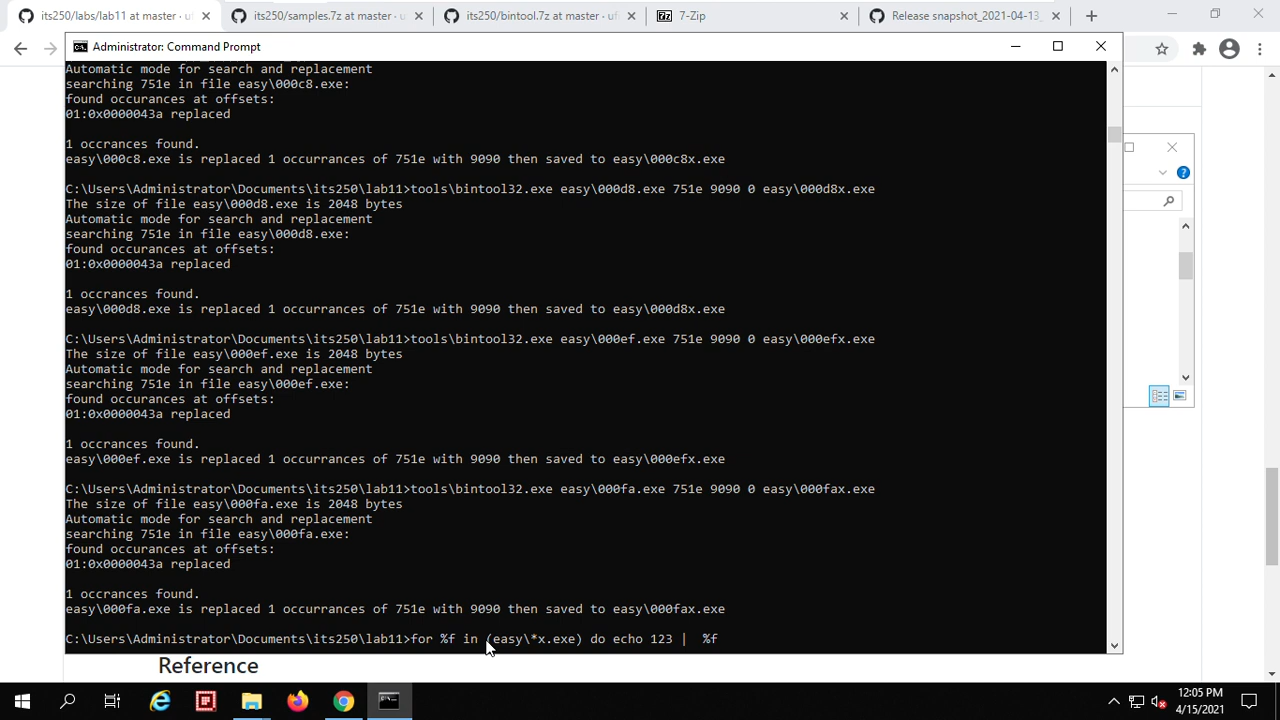 its250/labs/lab11 at master · u
its250/samples.7z at master · u
its250/bintool.7z at master · uf
7-Zip
Release snapshot_2021-04-13_
Administrator: Command Prompt
Automatic mode for search and replacement
searching 751e in file easy\000c8.exe:
found occurances at offsets:
01:0x0000043a replaced
1 occrances found.
easy\000c8.exe is replaced 1 occurrances of 751e with 9090 then saved to easy\000c8x.exe
C:\Users\Administrator\Documents\its250\lab11>tools\bintool32.exe easy\000d8.exe 751e 9090 0 easy\000d8x.exe
The size of file easy\000d8.exe is 2048 bytes
Automatic mode for search and replacement
searching 751e in file easy\000d8.exe:
found occurances at offsets:
01:0x0000043a replaced
1 occrances found.
easy\000d8.exe is replaced 1 occurrances of 751e with 9090 then saved to easy\000d8x.exe
C:\Users\Administrator\Documents\its250\lab11>tools\bintool32.exe easy\000ef.exe 751e 9090 0 easy\000efx.exe
The size of file easy\000ef.exe is 2048 bytes
Automatic mode for search and replacement
searching 751e in file easy\000ef.exe:
found occurances at offsets:
01:0x0000043a replaced
1 occrances found.
easy\000ef.exe is replaced 1 occurrances of 751e with 9090 then saved to easy\000efx.exe
C:\Users\Administrator\Documents\its250\lab11>tools\bintool32.exe easy\000fa.exe 751e 9090 0 easy\000fax.exe
The size of file easy\000fa.exe is 2048 bytes
Automatic mode for search and replacement
searching 751e in file easy\000fa.exe:
found occurances at offsets:
01:0x0000043a replaced
1 occrances found.
easy\000fa.exe is replaced 1 occurrances of 751e with 9090 then saved to easy\000fax.exe
C:\Users\Administrator\Documents\its250\lab11>for %f in (easy\*x.exe) do echo 123 |  %f
Reference
12:05 PM
4/15/2021